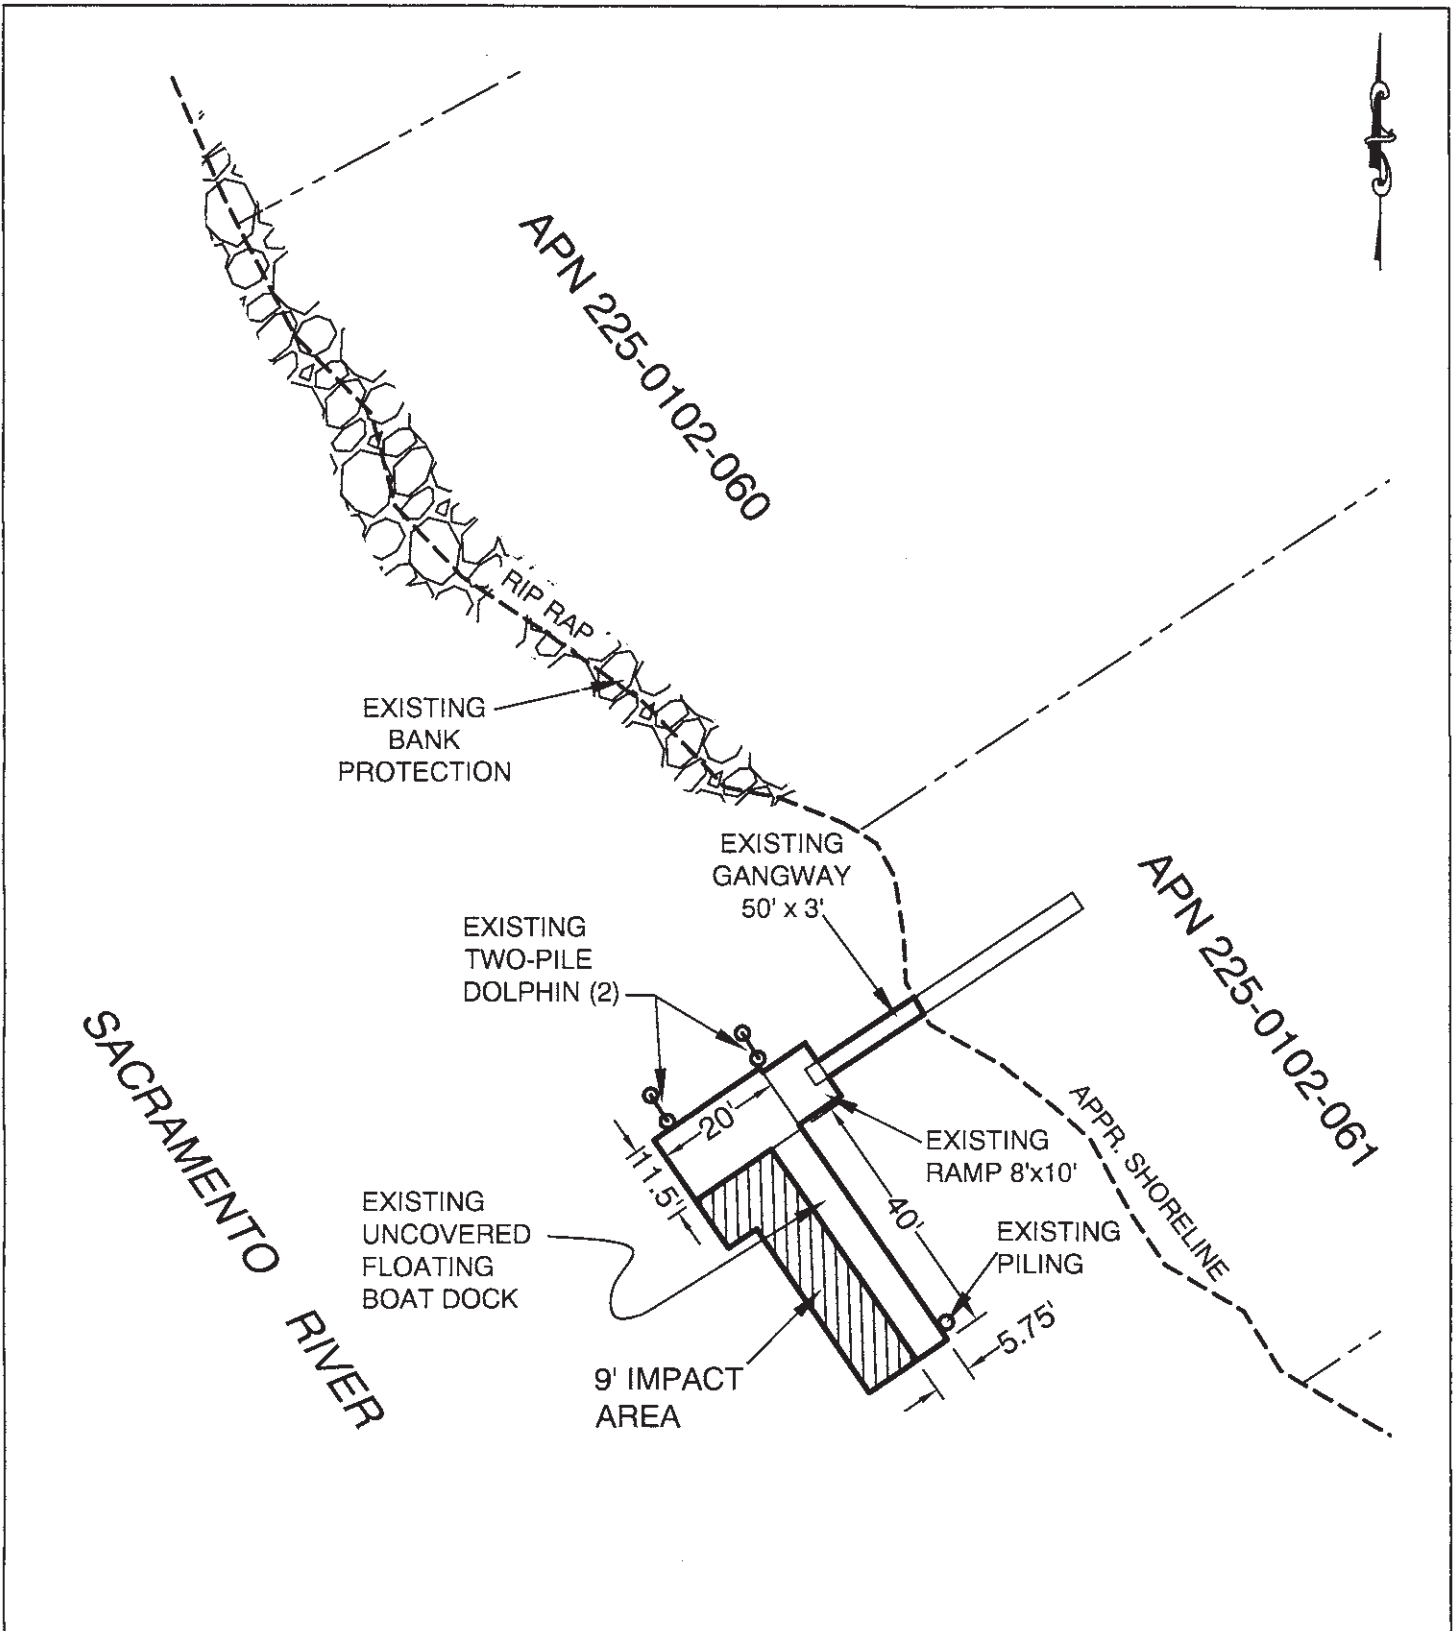 APN 225-0102-060
RIP RAP
EXISTING
BANK
PROTECTION
EXISTING
GANGWAY
50' x 3'
APN 225-0102-061
EXISTING
TWO-PILE
DOLPHIN (2)
SACRAMENTO RIVER
20'
11.5'
EXISTING
RAMP 8'x10'
APPR. SHORELINE
40'
EXISTING
UNCOVERED
FLOATING
BOAT DOCK
EXISTING
PILING
5.75'
9' IMPACT
AREA